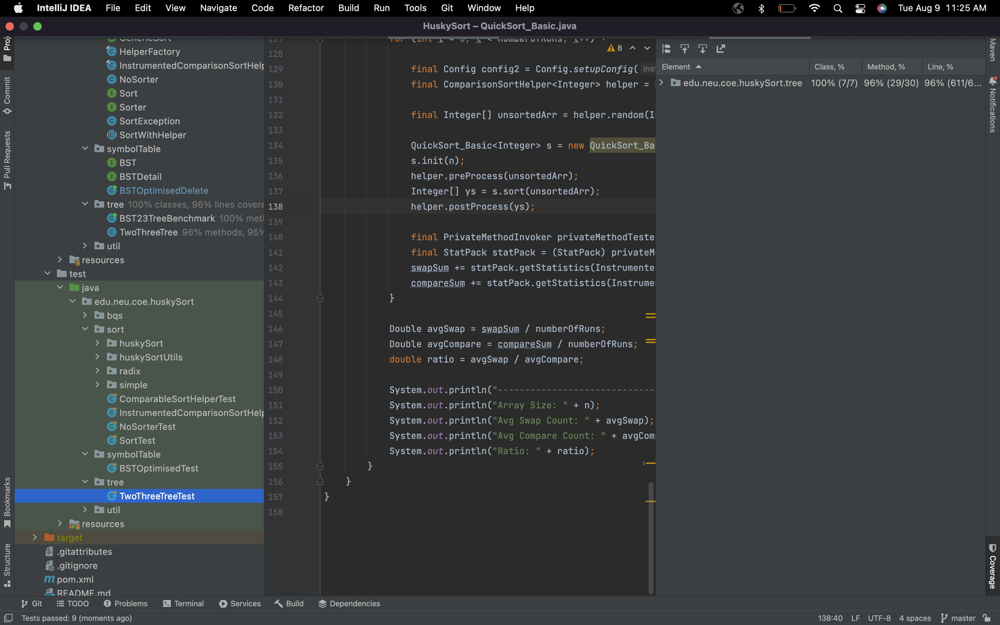 IntelliJ IDEA File Edit View Navigate Code Refactor Build Run Tools Git Window Help Tue Aug 9 11:25 AM
HuskySort – QuickSort_Basic.java
Commit
Pull Requests
Bookmarks
Structure
GenericSort
HelperFactory
InstrumentedComparisonSortHelp
NoSorter
Sort
Sorter
SortException
SortWithHelper
symbolTable
BST
BSTDetail
BSTOptimisedDelete
tree 100% classes, 96% lines covere
BST23TreeBenchmark 100% met
TwoThreeTree 96% methods, 95%
util
resources
test
java
edu.neu.coe.huskySort
bqs
sort
huskySort
huskySortUtils
radix
simple
ComparableSortHelperTest
InstrumentedComparisonSortHelp
NoSorterTest
SortTest
symbolTable
BSTOptimisedTest
tree
TwoThreeTreeTest
util
resources
target
.gitattributes
.gitignore
pom.xml
README.md
8
127 for (int i = 0; i < numberOfRuns; i++) {
128
129 final Config config2 = Config.setupConfig( inst
130 final ComparisonSortHelper<Integer> helper =
131
132 final Integer[] unsortedArr = helper.random(I
133
134 QuickSort_Basic<Integer> s = new QuickSort_Ba
135 s.init(n);
136 helper.preProcess(unsortedArr);
137 Integer[] ys = s.sort(unsortedArr);
138 helper.postProcess(ys);
139
140 final PrivateMethodInvoker privateMethodTeste
141 final StatPack statPack = (StatPack) privateM
142 swapSum += statPack.getStatistics(Instrumente
143 compareSum += statPack.getStatistics(Instrume
144 }
145
146 Double avgSwap = swapSum / numberOfRuns;
147 Double avgCompare = compareSum / numberOfRuns;
148 double ratio = avgSwap / avgCompare;
149
150 System.out.println("-----------------------------
151 System.out.println("Array Size: " + n);
152 System.out.println("Avg Swap Count: " + avgSwap);
153 System.out.println("Avg Compare Count: " + avgCom
154 System.out.println("Ratio: " + ratio);
155 }
156 }
157 }
158
Element Class, % Method, % Line, %
edu.neu.coe.huskySort.tree 100% (7/7) 96% (29/30) 96% (611/6...
Maven
Notifications
Coverage
Git TODO Problems Terminal Services Build Dependencies
Tests passed: 9 (moments ago) 138:40 LF UTF-8 4 spaces master